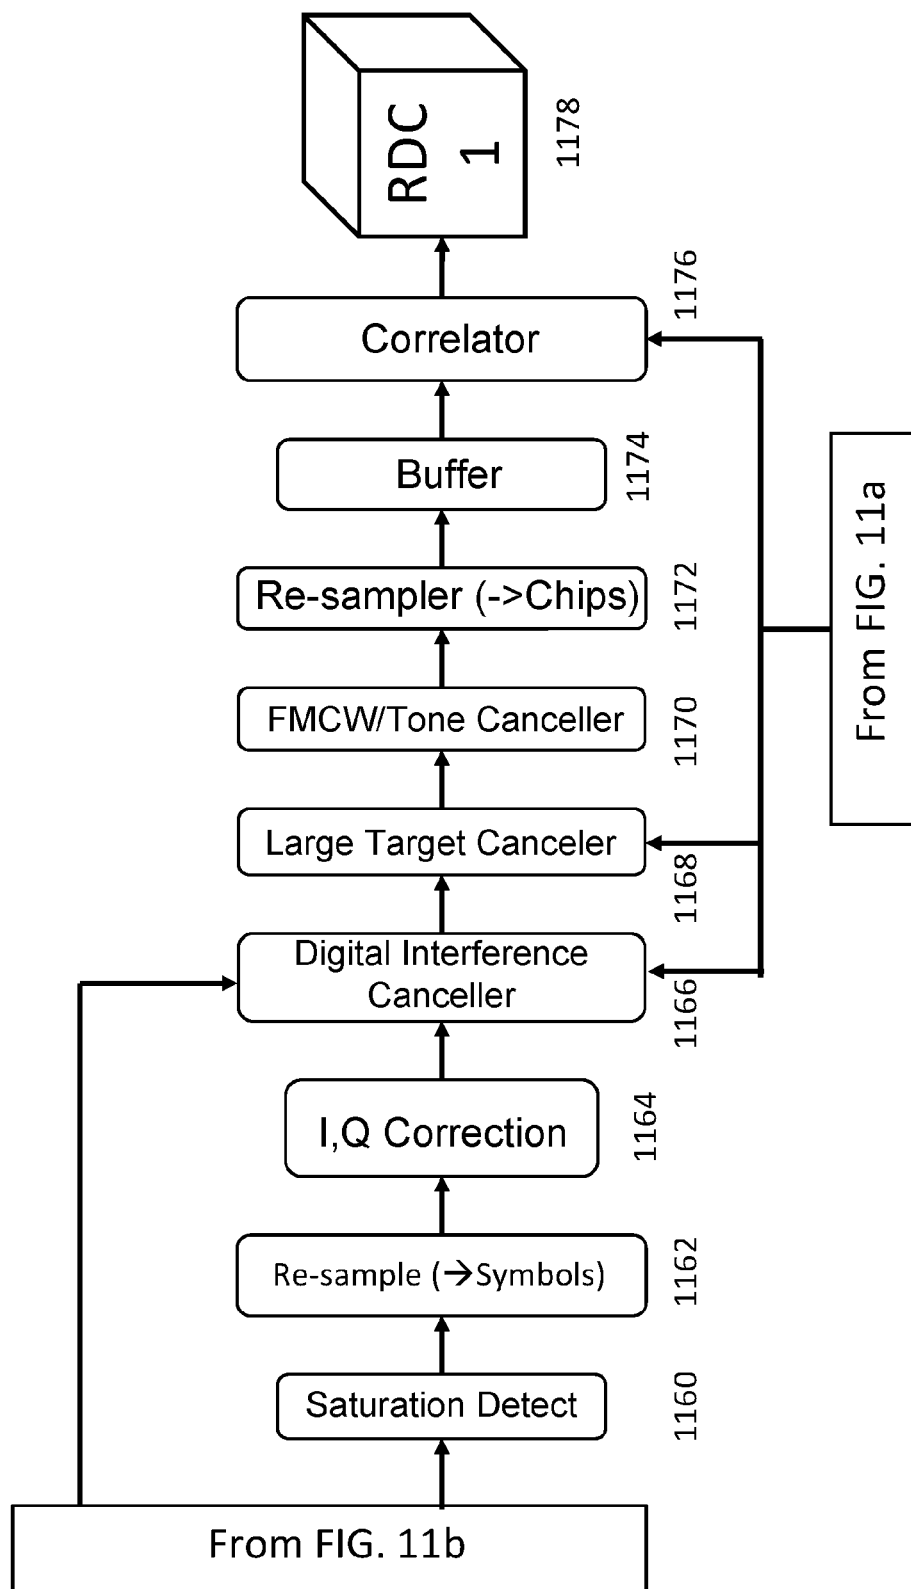 RDC
1
1178
Correlator
1176
Buffer
1174
Re-sampler (->Chips)
1172
FMCW/Tone Canceller
1170
Large Target Canceler
1168
Digital Interference
Canceller
1166
I,Q Correction
1164
Re-sample (→Symbols)
1162
Saturation Detect
1160
From FIG. 11b
From FIG. 11a